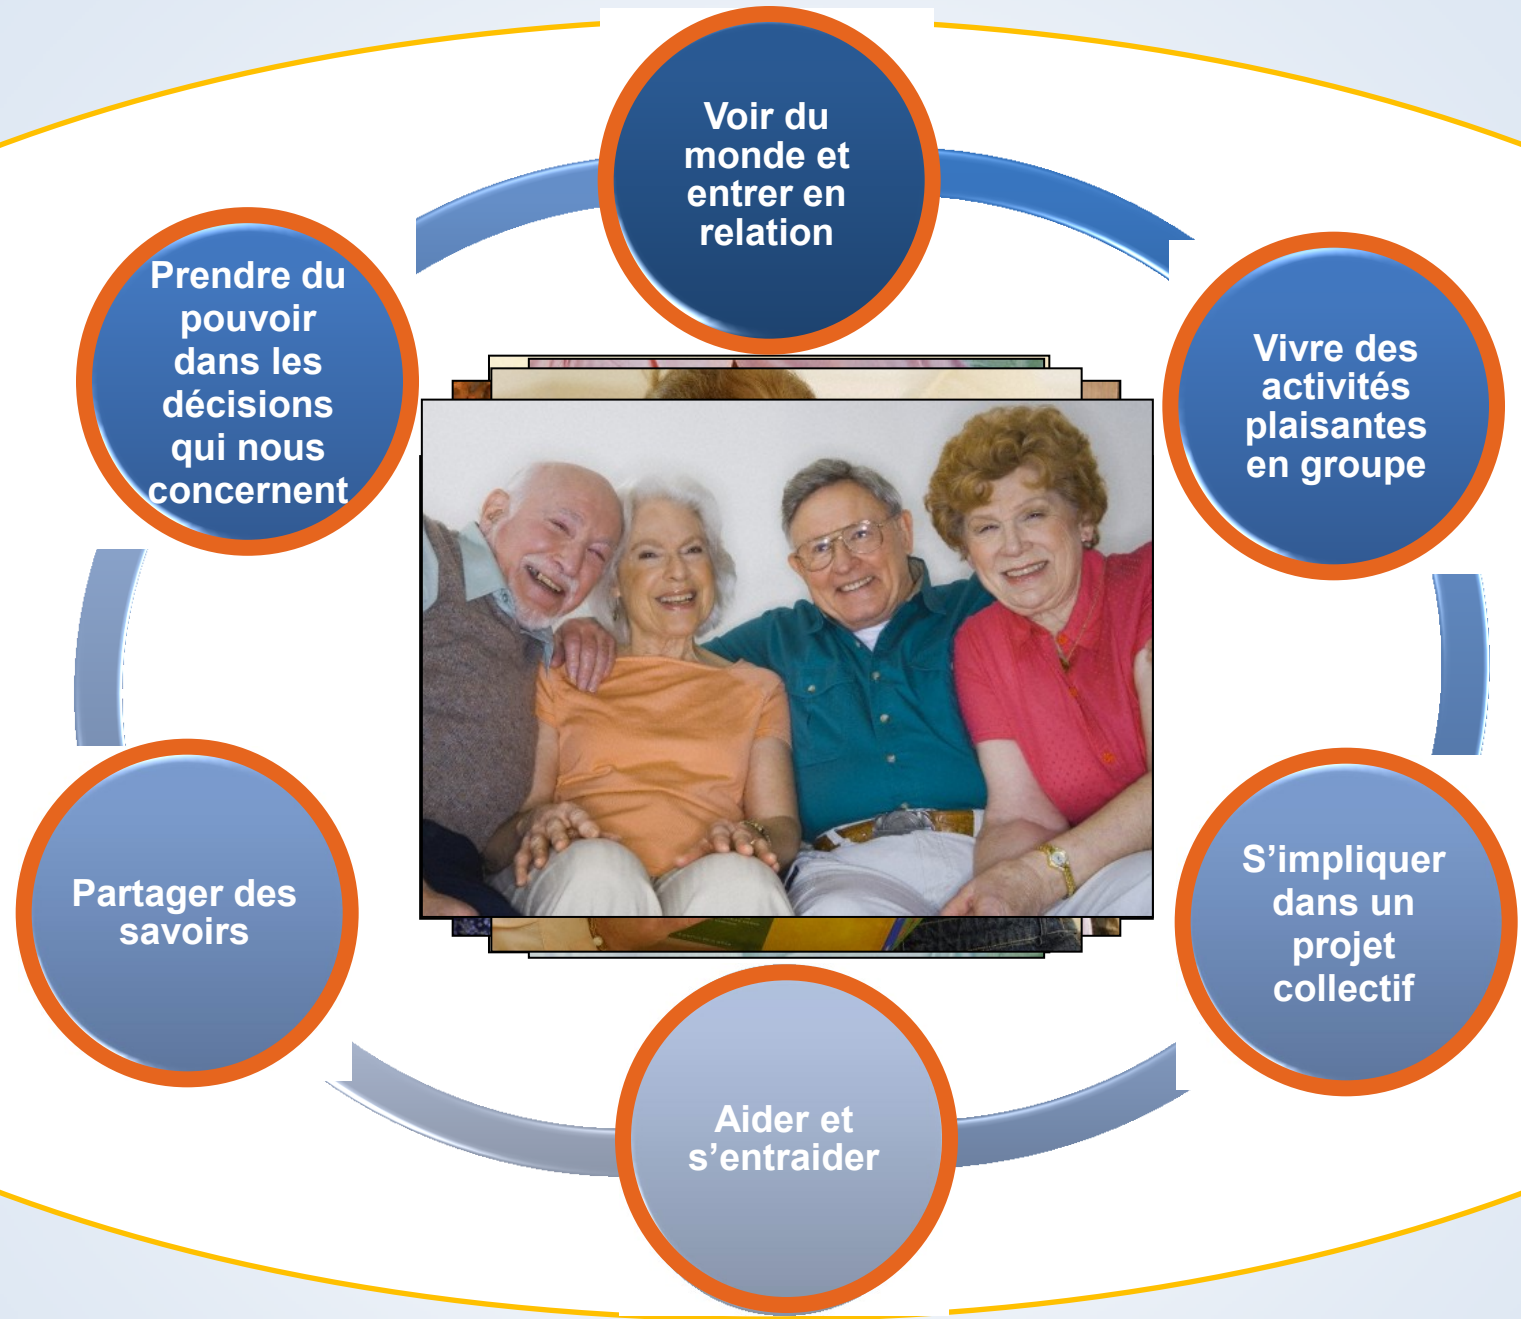 Voir du
monde et
entrer en
relation
Vivre des
activités
plaisantes
en groupe
S’impliquer
dans un
projet
collectif
Aider et
s’entraider
Partager des
savoirs
Prendre du
pouvoir
dans les
décisions
qui nous
concernent